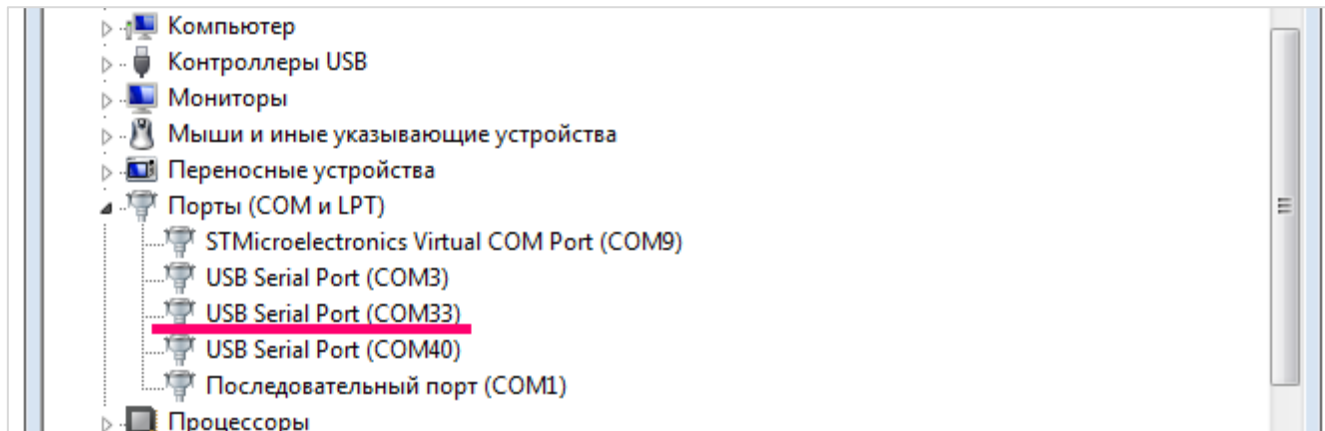 Компьютер
Контроллеры USB
Мониторы
Мыши и иные указывающие устройства
Переносные устройства
Порты (COM и LPT)
STMicroelectronics Virtual COM Port (COM9)
USB Serial Port (COM3)
USB Serial Port (COM33)
USB Serial Port (COM40)
Последовательный порт (COM1)
Процессоры